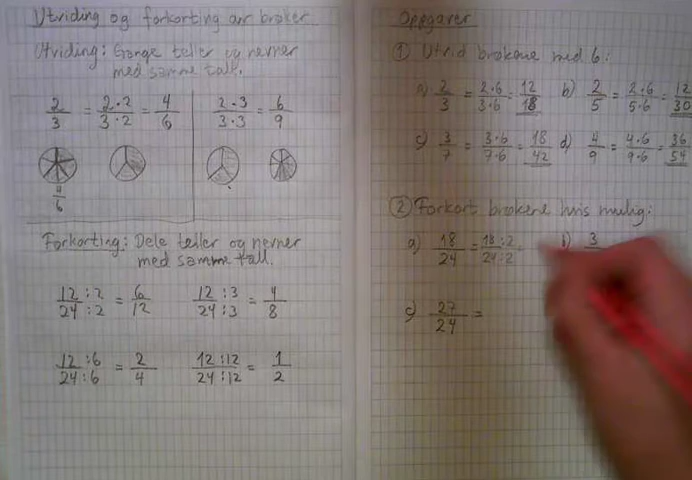 Utviding og forkorting av brøker
Utviding: Gange teller og nevner
med samme tall.
2/3 = 2·2/3·2 = 4/6
2·3/3·3 = 6/9
4/6
Forkorting: Dele teller og nevner
med samme tall.
12:2/24:2 = 6/12
12:3/24:3 = 4/8
12:6/24:6 = 2/4
12:12/24:12 = 1/2
Oppgaver
① Utvid brøkene med 6:
a) 2/3 = 2·6/3·6 = 12/18
b) 2/5 = 2·6/5·6 = 12/30
c) 3/7 = 3·6/7·6 = 18/42
d) 4/9 = 4·6/9·6 = 36/54
② Forkort brøkene hvis mulig:
a) 18/24 = 18:2/24:2 =
b) 3
c) 27/24 =